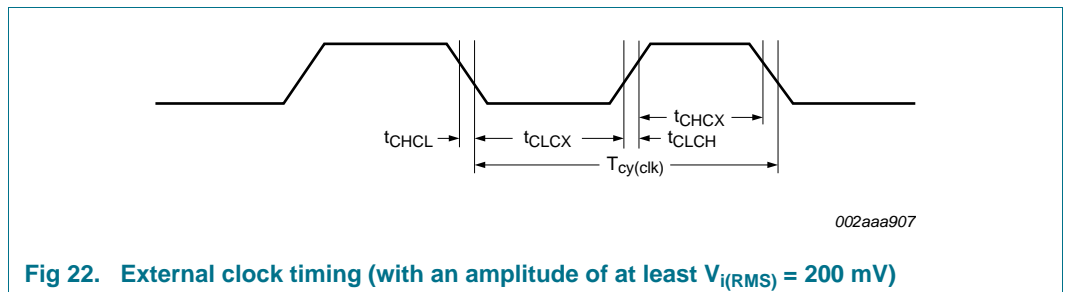 tCHCX
tCHCL
tCLCX
tCLCH
Tcy(clk)
002aaa907
Fig 22. External clock timing (with an amplitude of at least Vi(RMS) = 200 mV)